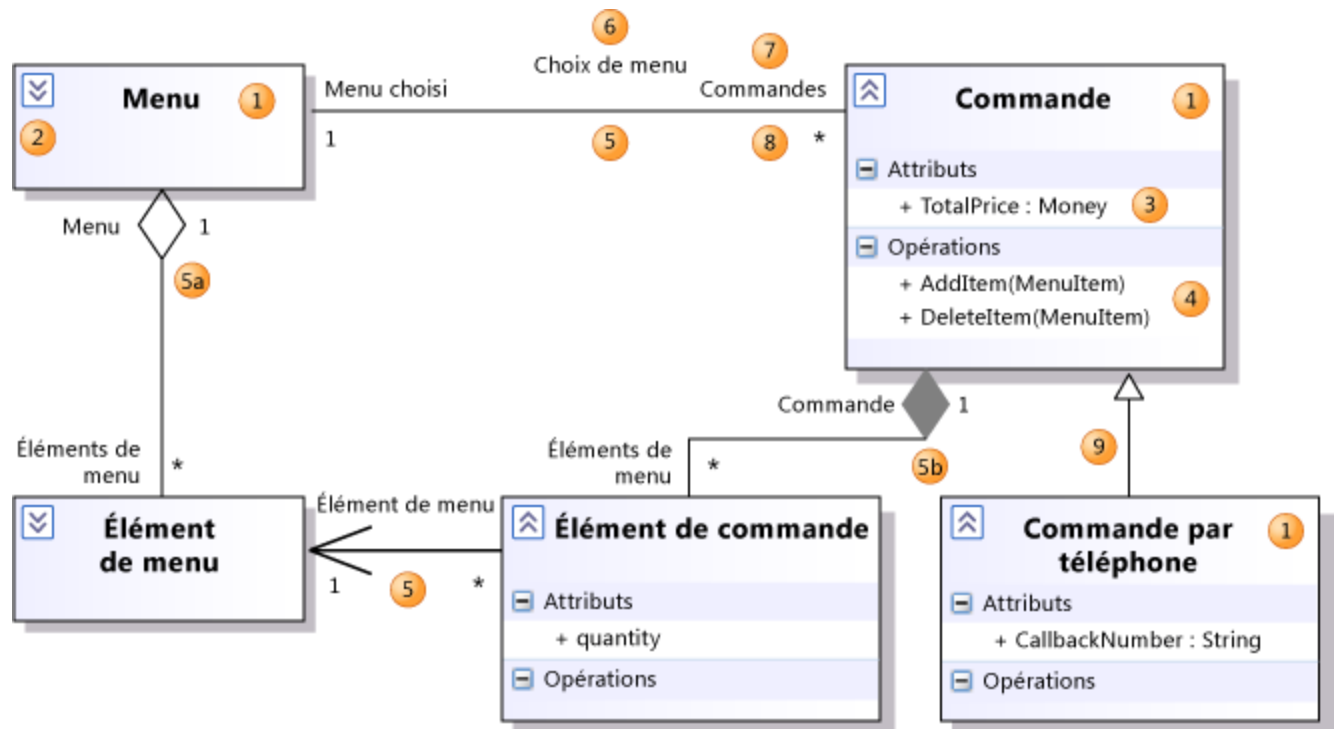 6
Choix de menu
7
Menu
1
2
Menu choisi
1
5
Commandes
8
*
Commande
1
Attributs
+ TotalPrice : Money
3
Opérations
+ AddItem(MenuItem)
+ DeleteItem(MenuItem)
4
Menu
1
5a
Éléments de
menu
*
Commande
1
5b
Éléments de
menu
*
9
Élément
de menu
Élément de menu
1
5
*
Élément de commande
Attributs
+ quantity
Opérations
Commande par
téléphone
1
Attributs
+ CallbackNumber : String
Opérations